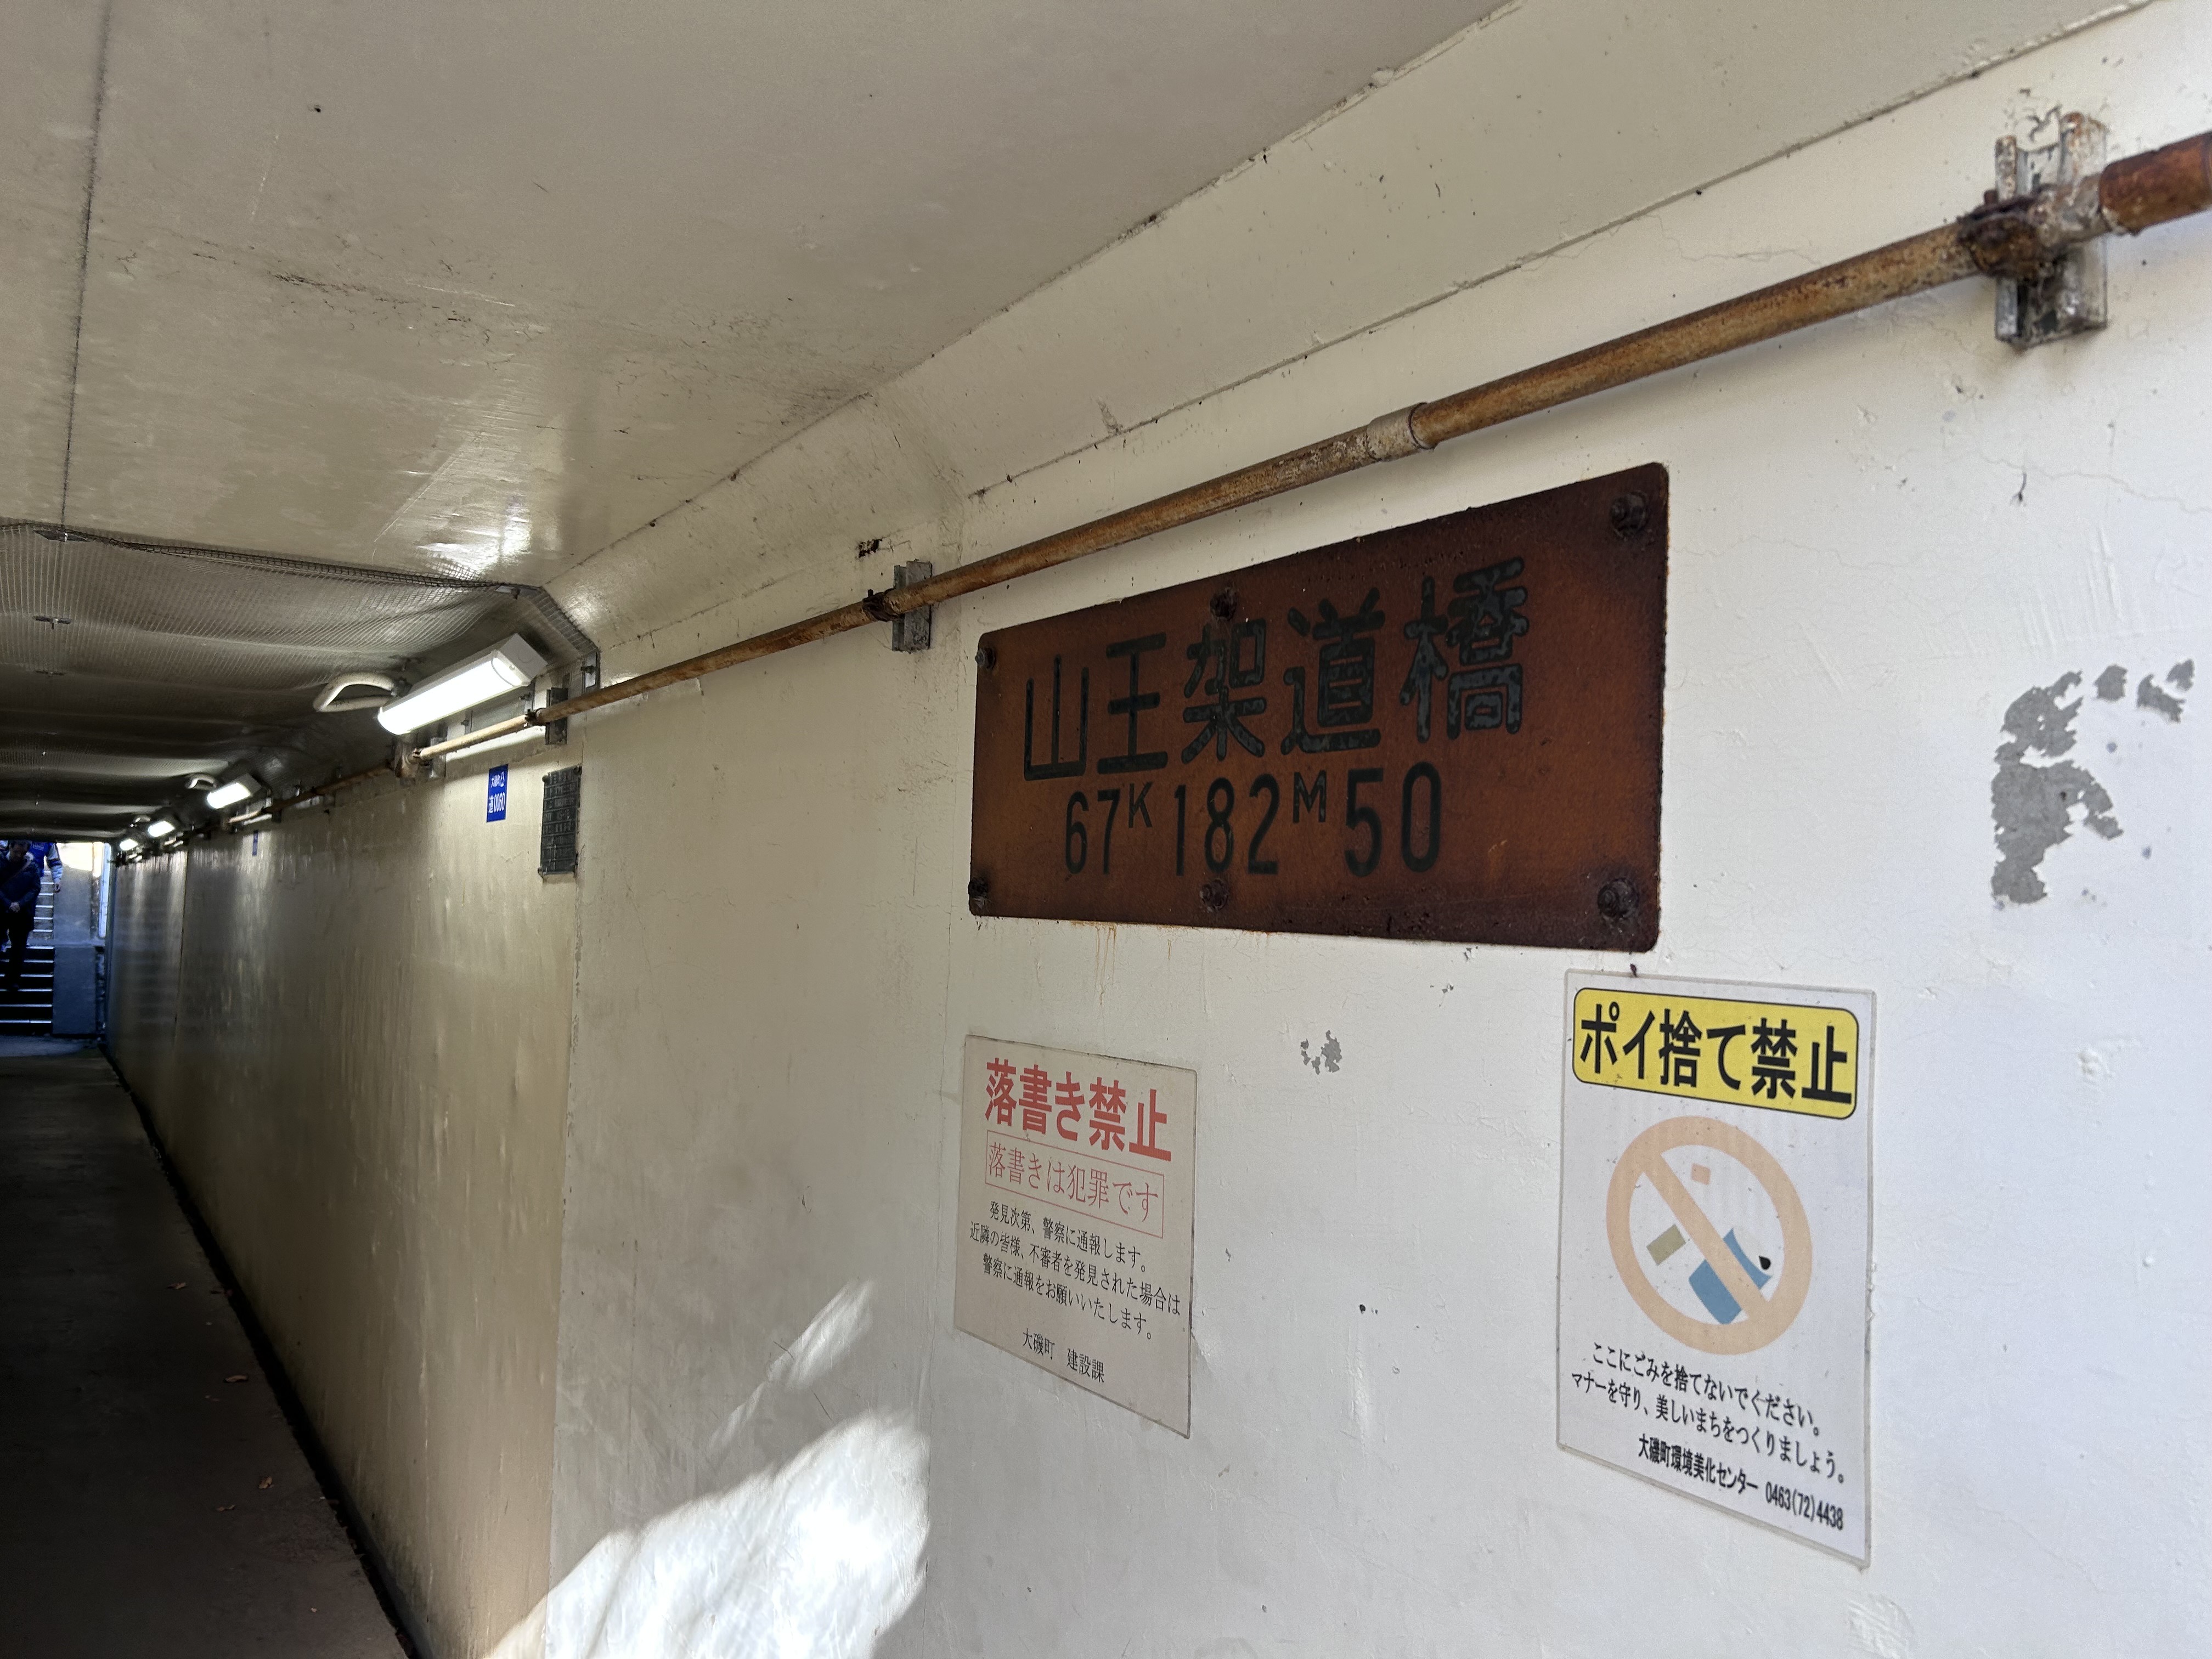 山王架道橋
67K182M50
落書き禁止
落書きは犯罪です
発見次第、警察に通報します。
近隣の皆様、不審者を発見された場合は
警察に通報をお願いいたします。
大磯町 建設課
ポイ捨て禁止
ここにごみを捨てないでください。
マナーを守り、美しいまちをつくりましょう。
大磯町環境美化センター 0463(72)4438